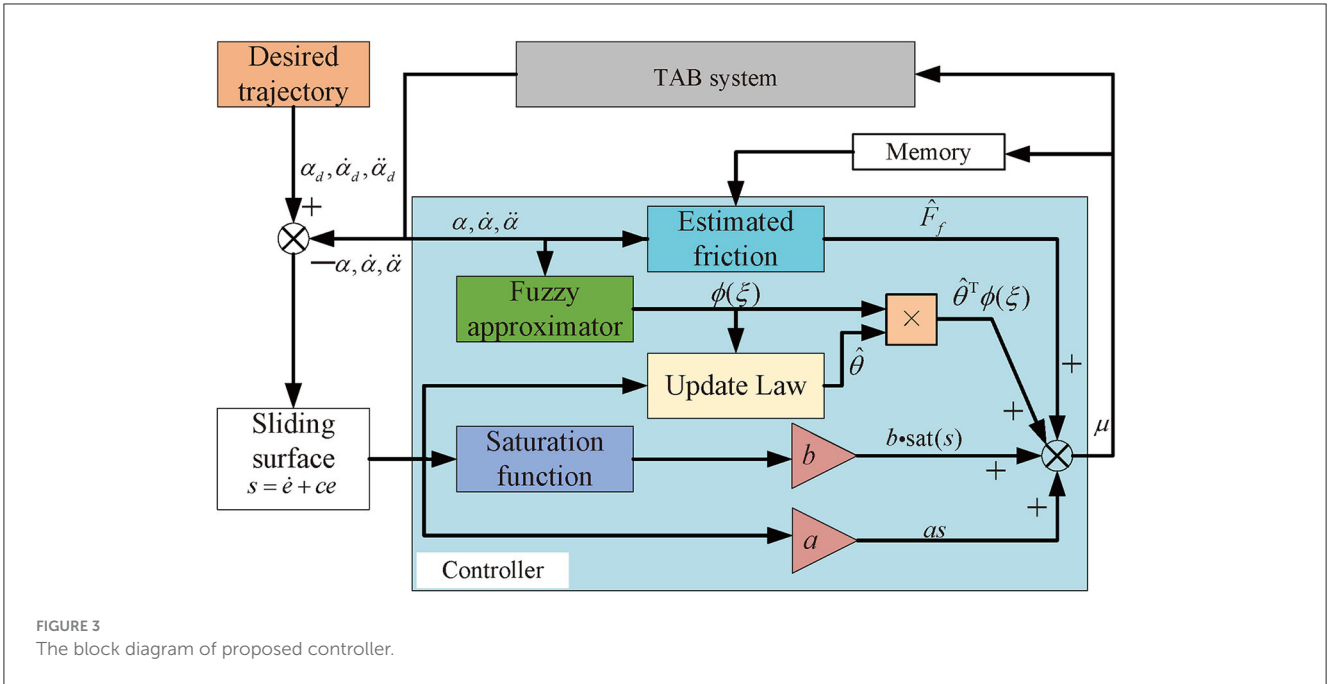 Desired
trajectory
TAB system
Memory
α_d, α̇_d, α̈_d
+
α, α̇, α̈
Estimated
friction
F̂_f
−α, α̇, α̈
Fuzzy
approximator
ϕ(ξ)
×
θ̂ᵀϕ(ξ)
Update Law
θ̂
+
+
Sliding
surface
s = ė + ce
Saturation
function
b
b•sat(s)
+
μ
a
as
+
Controller
FIGURE 3
The block diagram of proposed controller.